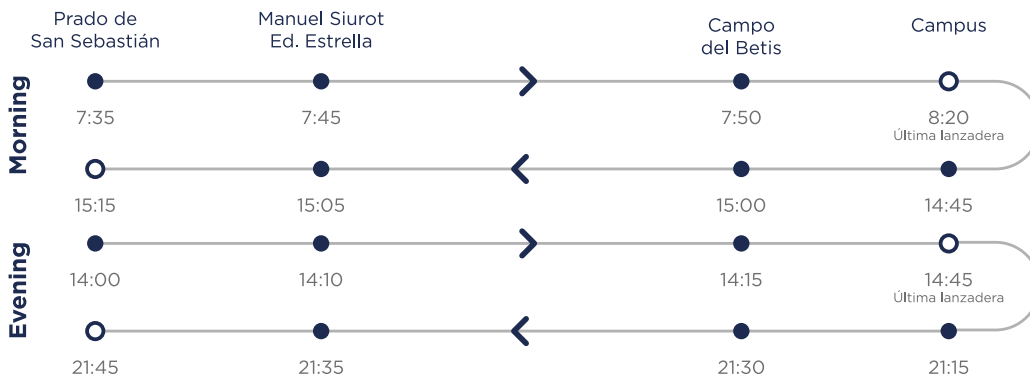 Prado de
San Sebastián
Manuel Siurot
Ed. Estrella
Campo
del Betis
Campus
Morning
7:35 7:45 7:50 8:20
Última lanzadera
15:15 15:05 15:00 14:45
Evening
14:00 14:10 14:15 14:45
Última lanzadera
21:45 21:35 21:30 21:15